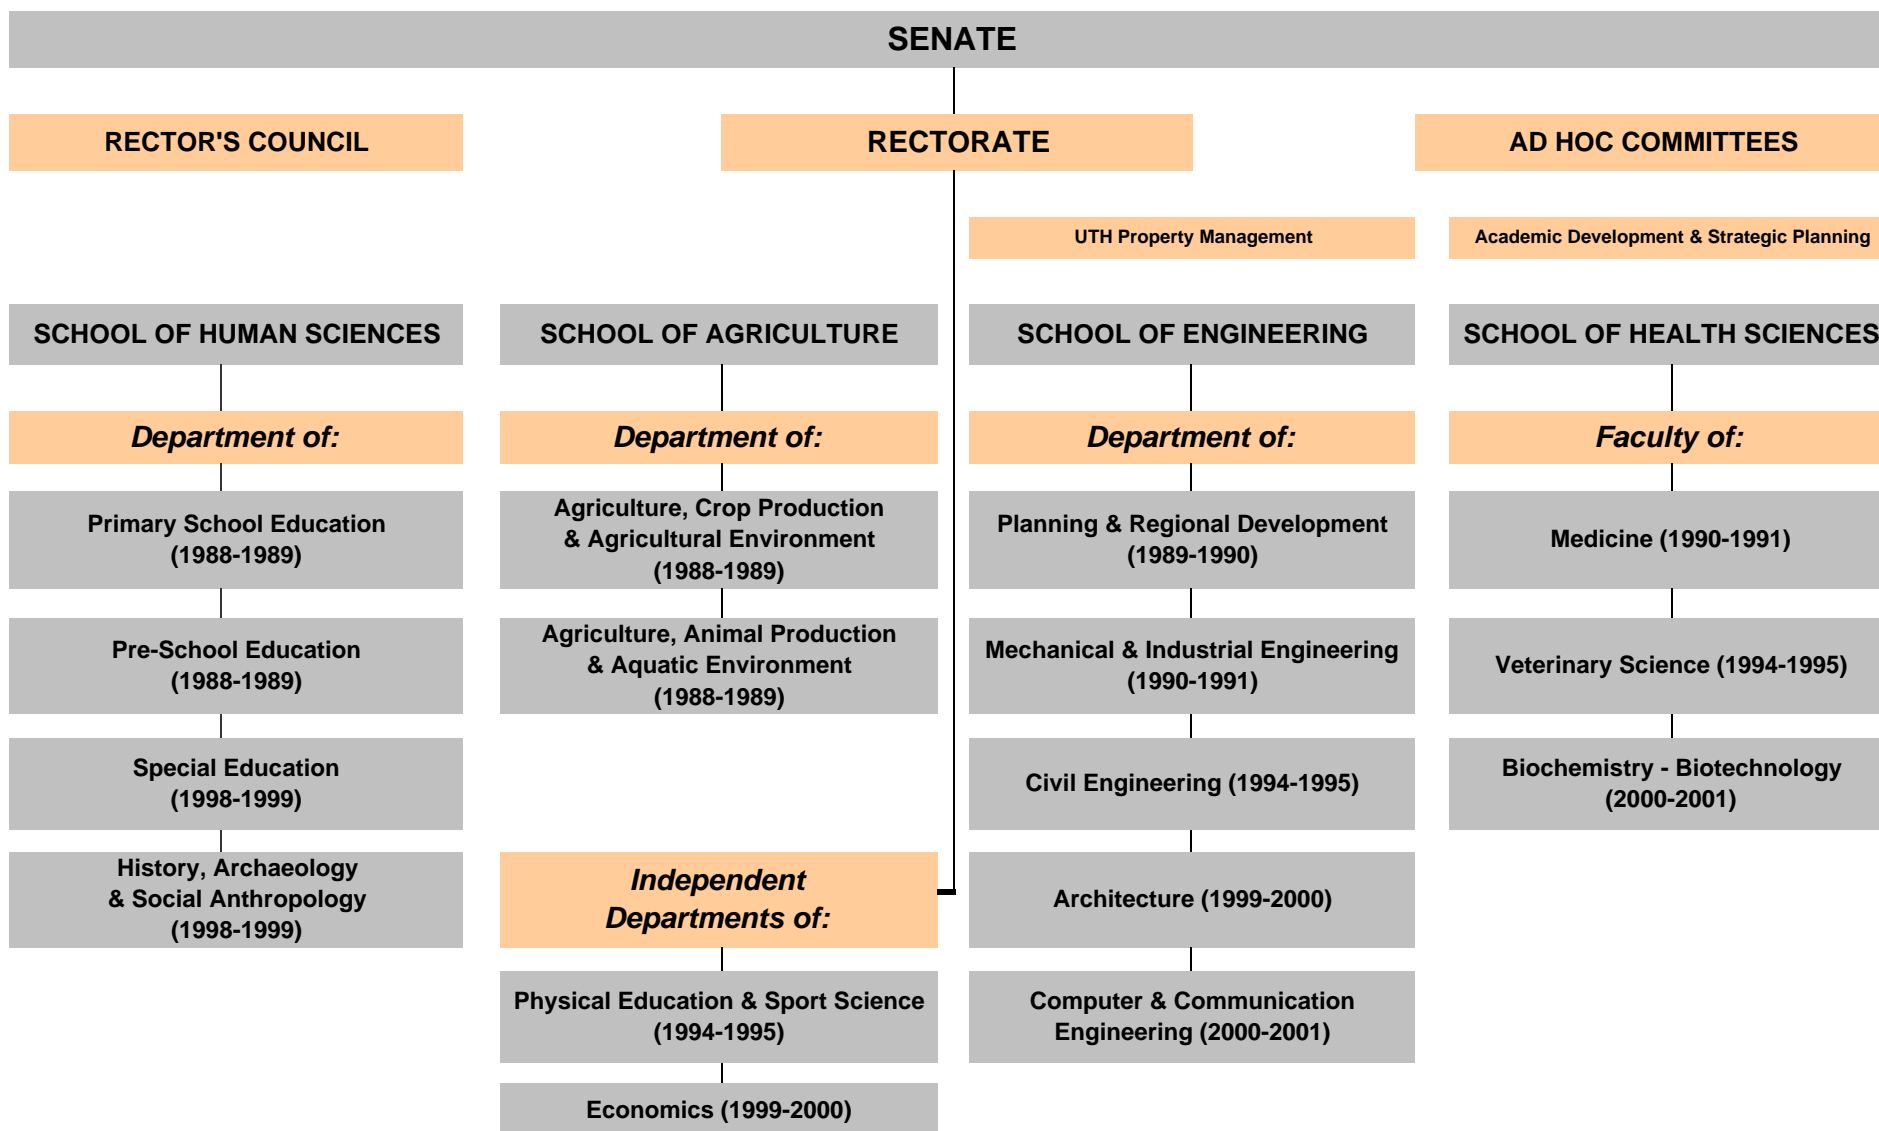 SENATE
RECTOR'S COUNCIL
RECTORATE
AD HOC COMMITTEES
UTH Property Management
Academic Development & Strategic Planning
SCHOOL OF HUMAN SCIENCES
SCHOOL OF AGRICULTURE
SCHOOL OF ENGINEERING
SCHOOL OF HEALTH SCIENCES
Department of:
Department of:
Department of:
Faculty of:
Primary School Education
(1988-1989)
Agriculture, Crop Production
& Agricultural Environment
(1988-1989)
Planning & Regional Development
(1989-1990)
Medicine (1990-1991)
Pre-School Education
(1988-1989)
Agriculture, Animal Production
& Aquatic Environment
(1988-1989)
Mechanical & Industrial Engineering
(1990-1991)
Veterinary Science (1994-1995)
Special Education
(1998-1999)
Civil Engineering (1994-1995)
Biochemistry - Biotechnology
(2000-2001)
History, Archaeology
& Social Anthropology
(1998-1999)
Independent
Departments of:
Architecture (1999-2000)
Physical Education & Sport Science
(1994-1995)
Computer & Communication
Engineering (2000-2001)
Economics (1999-2000)